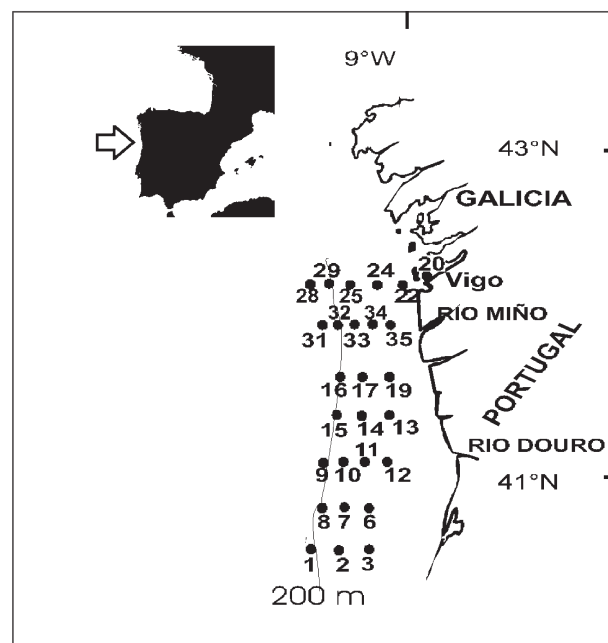 9°W
43°N
GALICIA
29 24 20
28 25 22 Vigo
32 34 RIO MIÑO
31 33 35
PORTUGAL
16 17 19
15 14 13
11 RIO DOURO
9 10 12
41°N
8 7 6
1 2 3
200 m